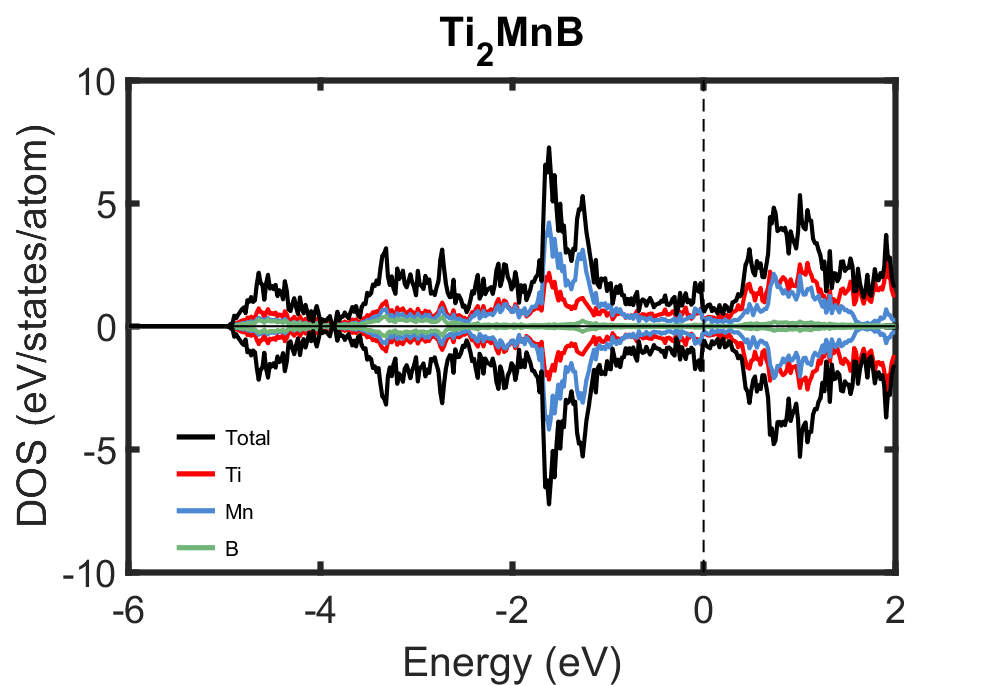 Ti₂MnB
10
5
0
-5
-10
DOS (eV/states/atom)
Total
Ti
Mn
B
-6 -4 -2 0 2
Energy (eV)